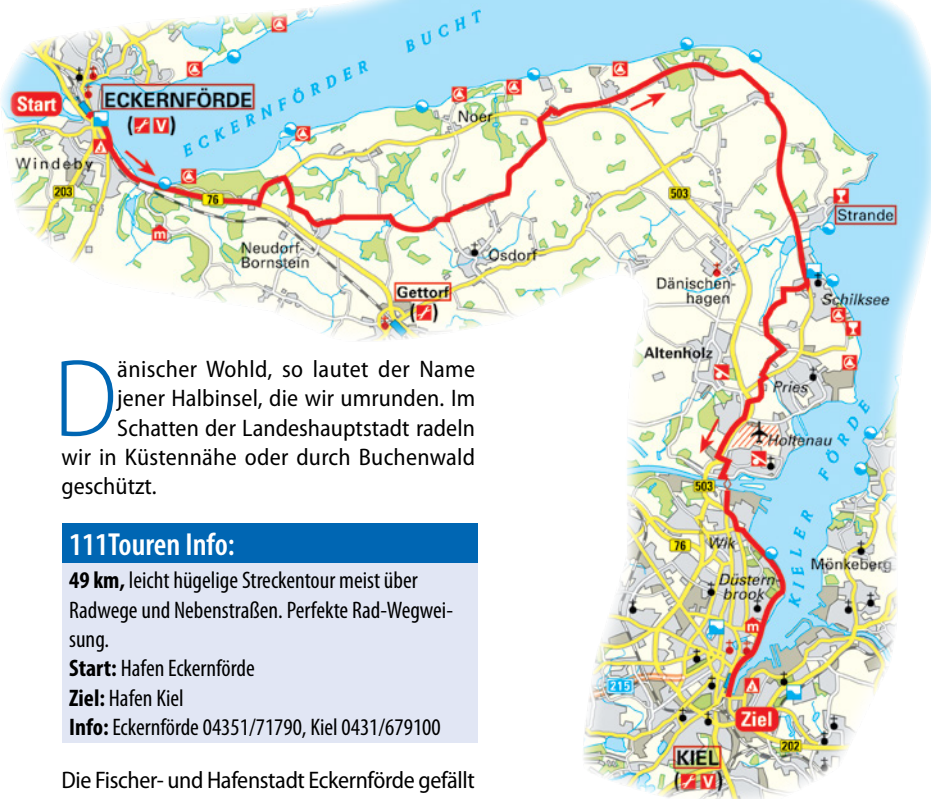 ECKERNFÖRDER BUCHT
Start
ECKERNFÖRDE
(V)
Windeby
203
76
Noer
503
Strande
Neudorf-
Bornstein
Osdorf
Gettorf
Dänischen-
hagen
Schilksee
Altenholz
Pries
Holtenau
KIELER FÖRDE
503
76
Wik
Mönkeberg
Düstern-
brook
m
m
215
Ziel
202
KIEL
(V)
Dänischer Wohld, so lautet der Name
jener Halbinsel, die wir umrunden. Im
Schatten der Landeshauptstadt radeln
wir in Küstennähe oder durch Buchenwald
geschützt.
111Touren Info:
49 km, leicht hügelige Streckentour meist über
Radwege und Nebenstraßen. Perfekte Rad-Wegwei-
sung.
Start: Hafen Eckernförde
Ziel: Hafen Kiel
Info: Eckernförde 04351/71790, Kiel 0431/679100
Die Fischer- und Hafenstadt Eckernförde gefällt